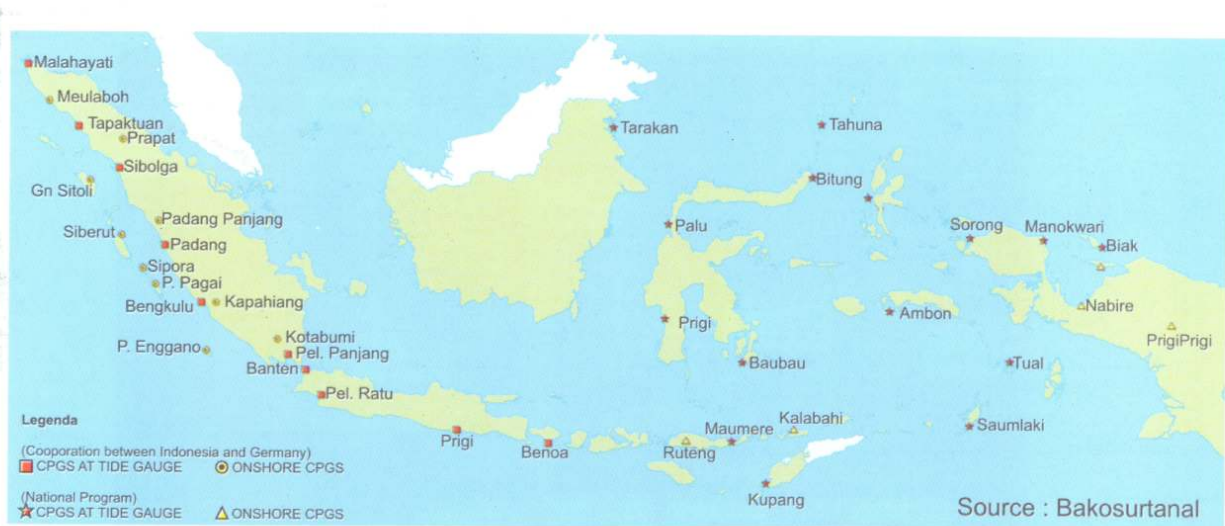 Malahayati
Meulaboh
Tapaktuan
Prapat
Sibolga
Gn Sitoli
Padang Panjang
Siberut
Padang
Sipora
P. Pagai
Bengkulu
Kapahiang
Kotabumi
P. Enggano
Pel. Panjang
Banten
Pel. Ratu
Prigi
Benoa
Tarakan
Tahuna
Bitung
Palu
Prigi
Baubau
Sorong
Manokwari
Biak
Nabire
PrigiPrigi
Ambon
Tual
Saumlaki
Kalabahi
Maumere
Ruteng
Kupang
Legenda
(Cooporation between Indonesia and Germany)
CPGS AT TIDE GAUGE ONSHORE CPGS
(National Program)
CPGS AT TIDE GAUGE ONSHORE CPGS
Source : Bakosurtanal